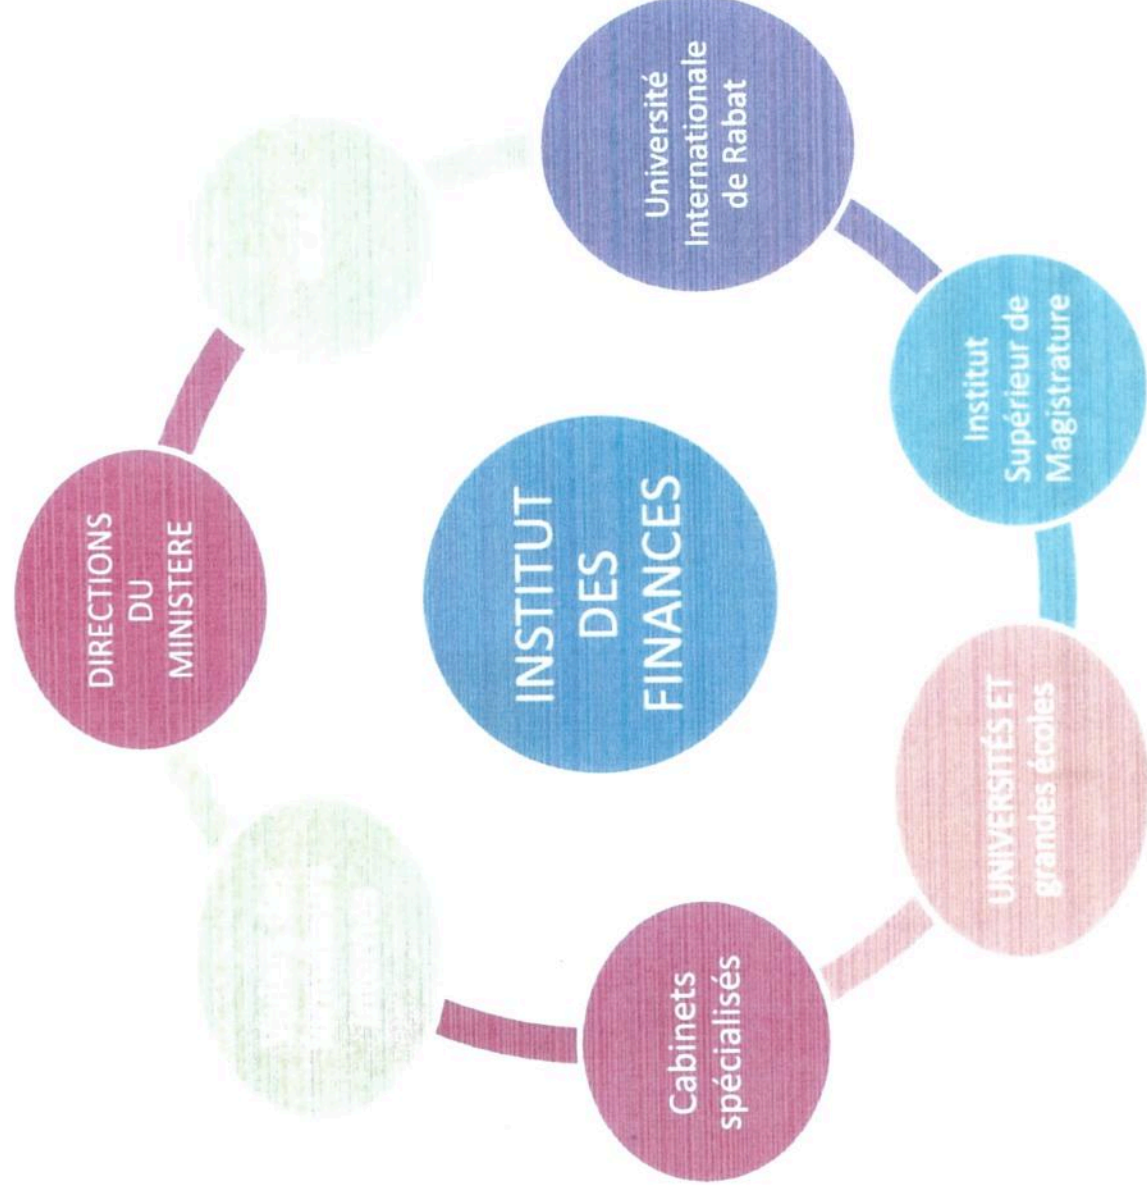 DIRECTIONS
DU
MINISTERE
Université
Internationale
de Rabat
Institut
Supérieur de
Magistrature
UNIVERSITÉS ET
grandes écoles
Cabinets
spécialisés
INSTITUT
DES
FINANCES